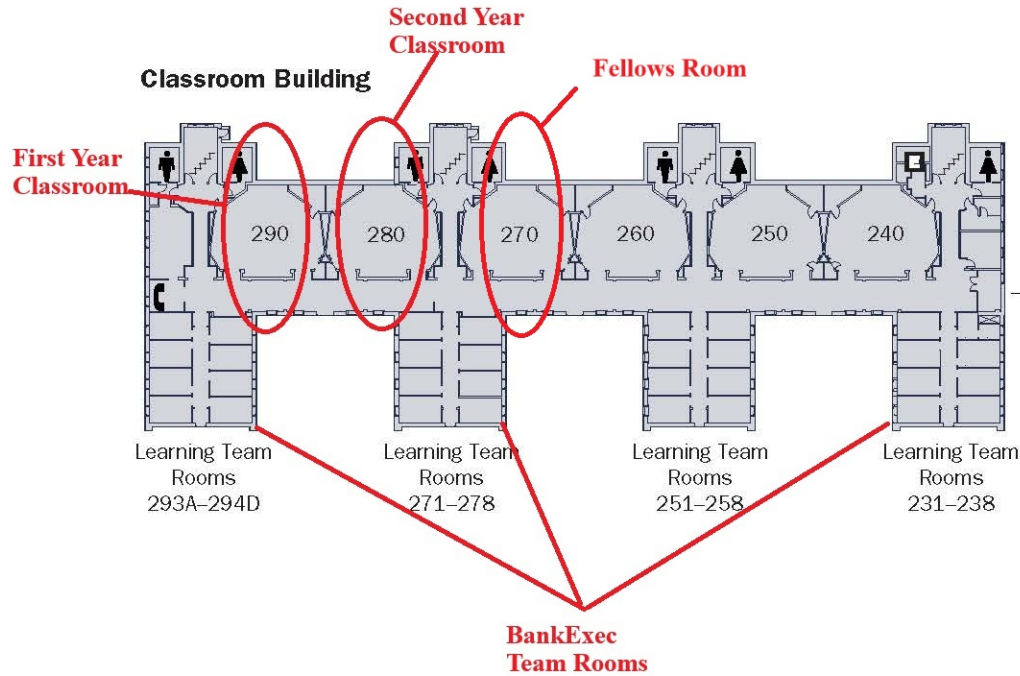 Second Year
Classroom
Fellows Room
Classroom Building
First Year
Classroom
290
280
270
260
250
240
Learning Team
Rooms
293A–294D
Learning Team
Rooms
271–278
Learning Team
Rooms
251–258
Learning Team
Rooms
231–238
BankExec
Team Rooms